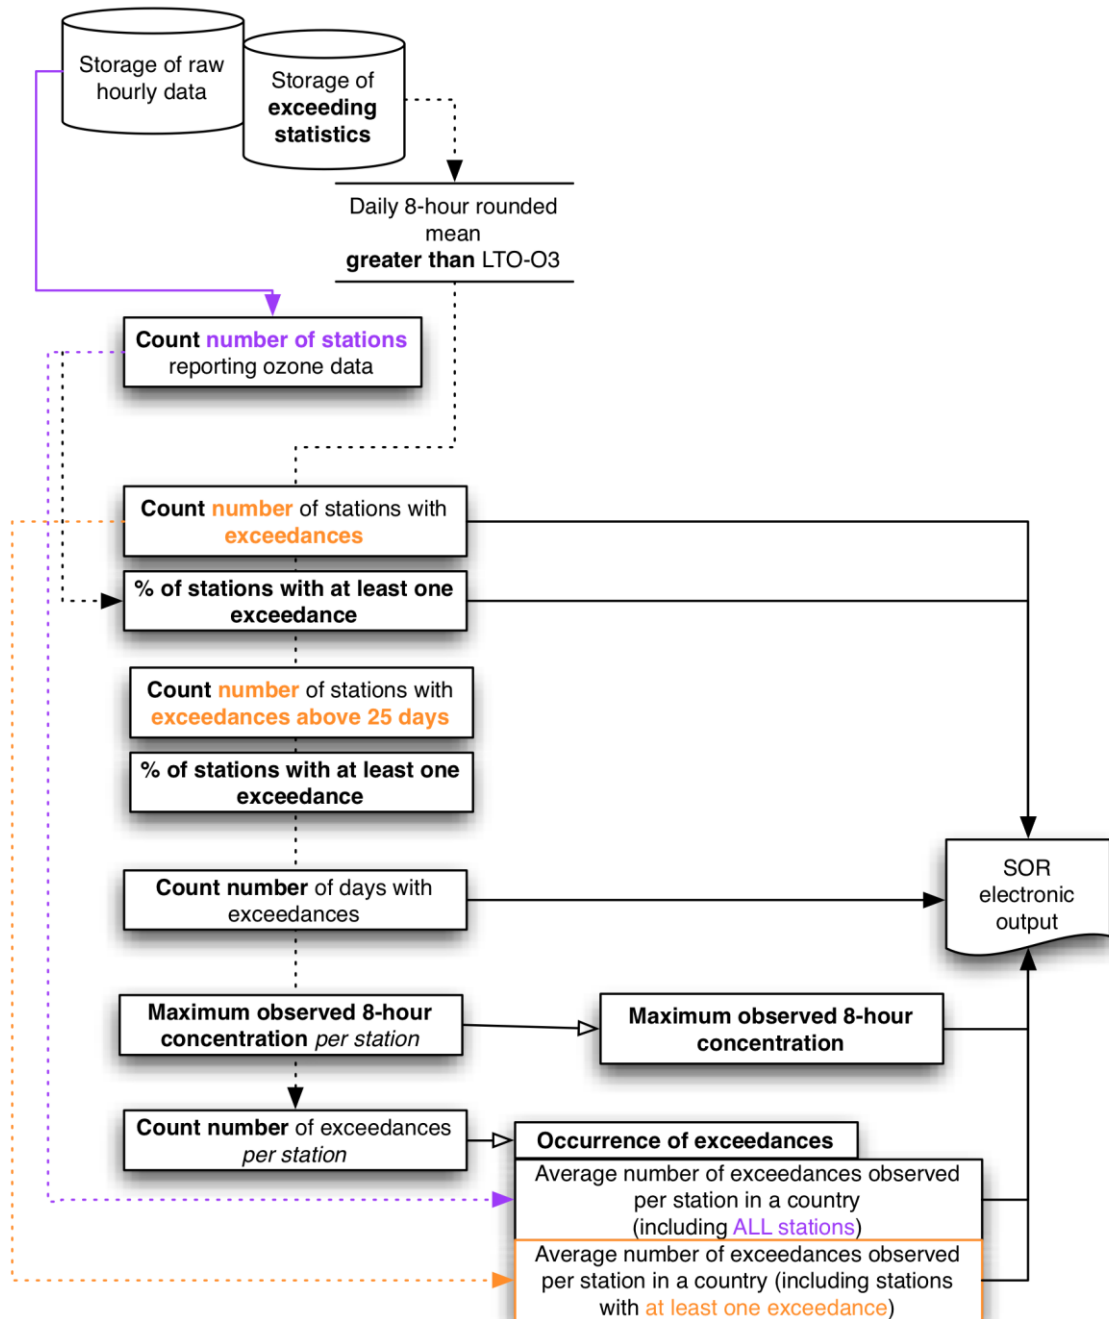 Storage of raw
hourly data
Storage of
exceeding
statistics
Daily 8-hour rounded
mean
greater than LTO-O3
Count number of stations
reporting ozone data
Count number of stations with
exceedances
% of stations with at least one
exceedance
Count number of stations with
exceedances above 25 days
% of stations with at least one
exceedance
Count number of days with
exceedances
SOR
electronic
output
Maximum observed 8-hour
concentration per station
Maximum observed 8-hour
concentration
Count number of exceedances
per station
Occurrence of exceedances
Average number of exceedances observed
per station in a country
(including ALL stations)
Average number of exceedances observed
per station in a country (including stations
with at least one exceedance)